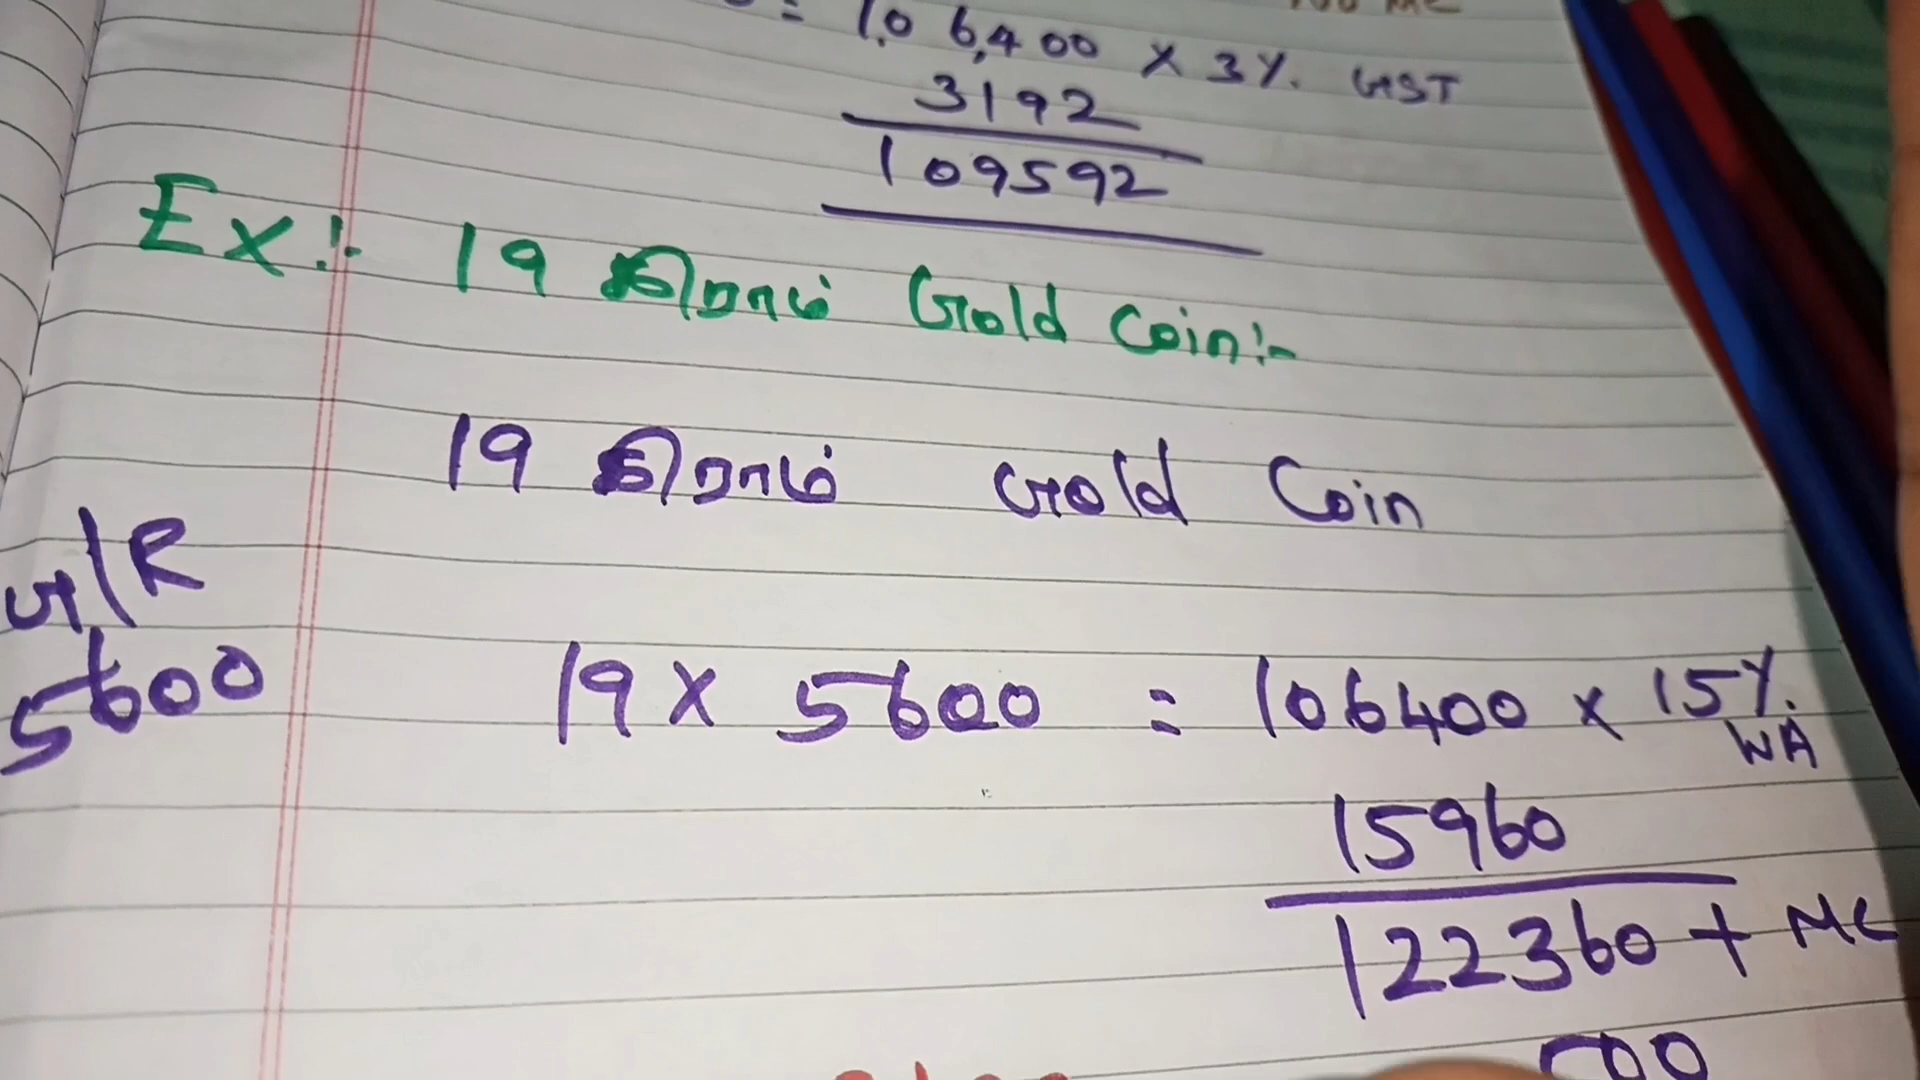 = 1,06,400 x 3%. GST
3192
109592
Ex:- 19 கிராம் Gold Coin:-
19 கிராம் Gold Coin
G/R
5600
19 x 5600 = 106400 x 15%.
WA
15960
122360 + MC